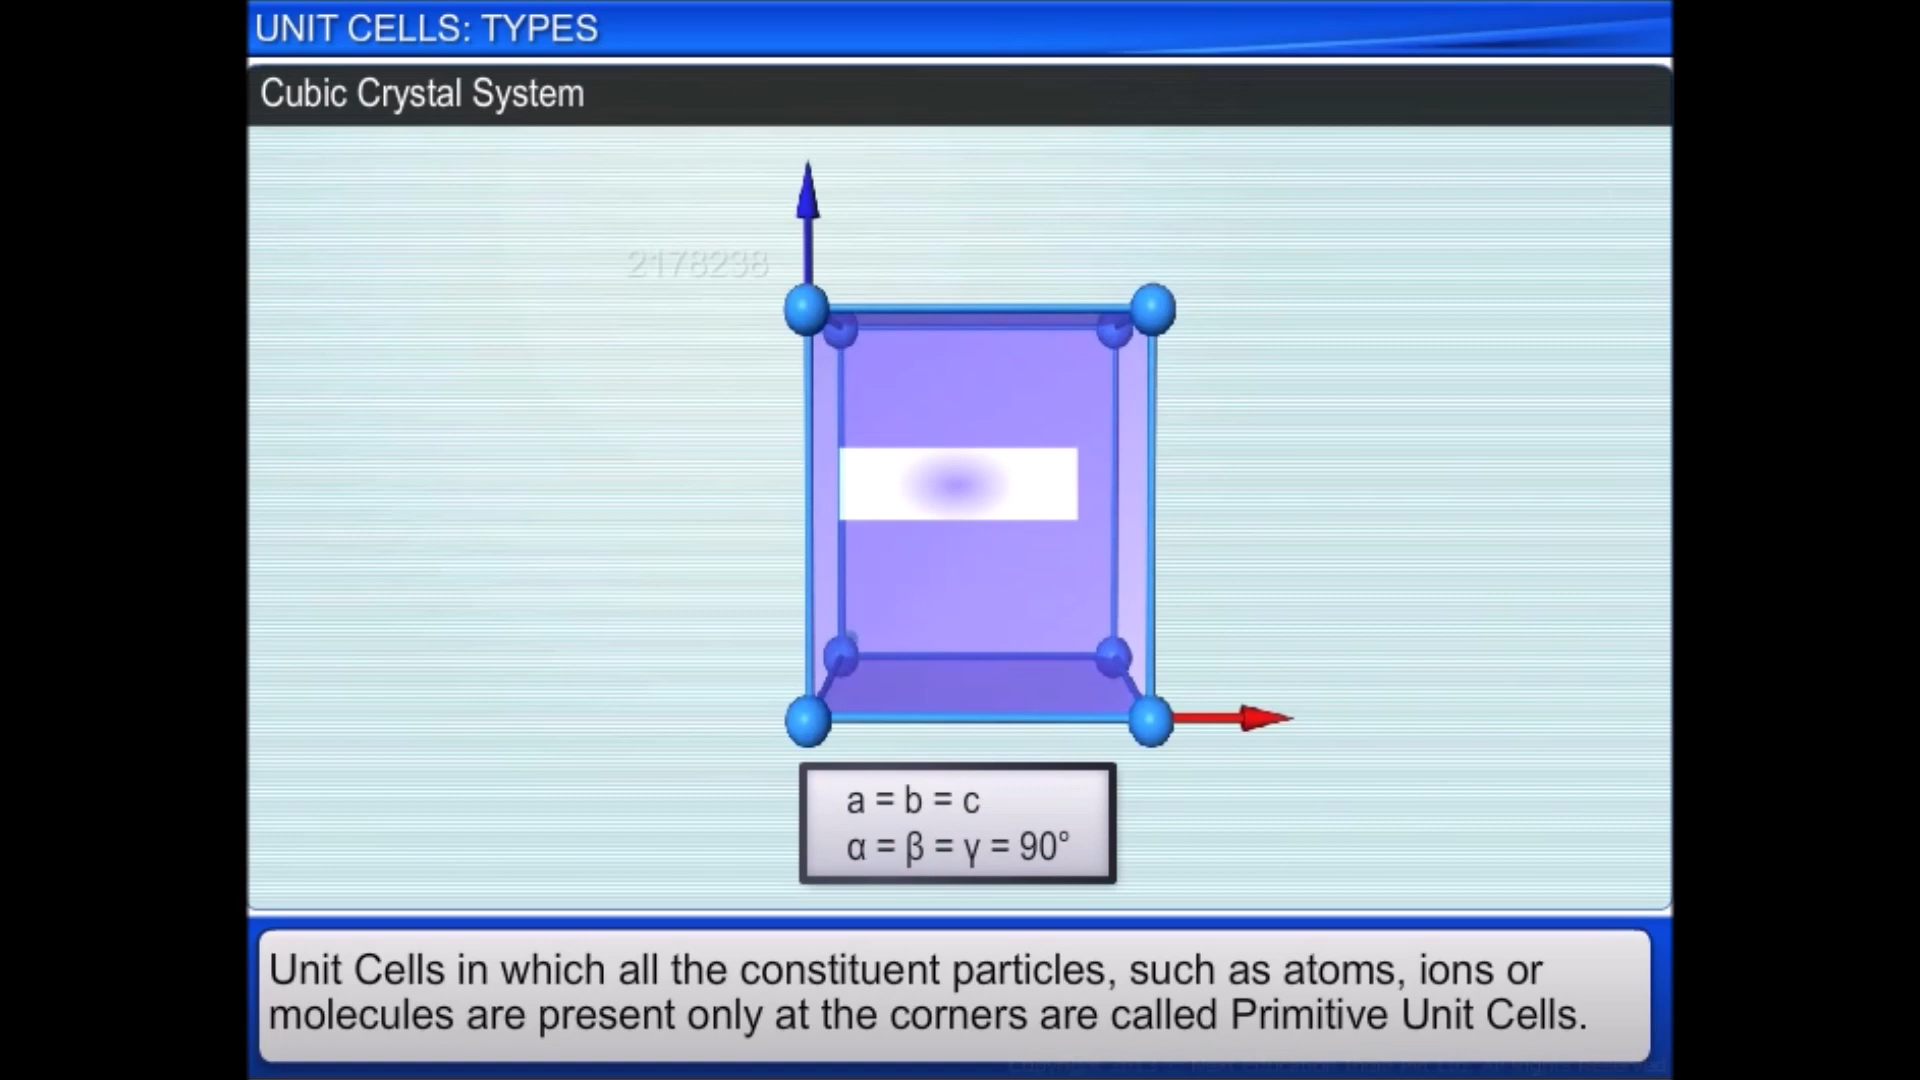 UNIT CELLS: TYPES
Cubic Crystal System
2178238
a = b = c
α = β = γ = 90°
Unit Cells in which all the constituent particles, such as atoms, ions or
molecules are present only at the corners are called Primitive Unit Cells.